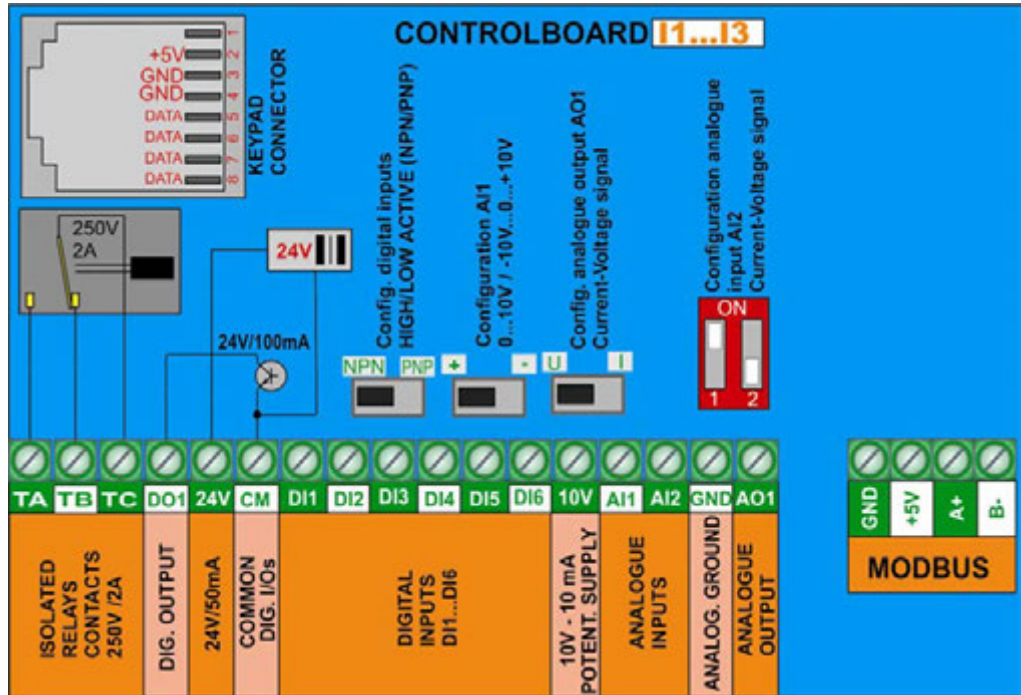 CONTROLBOARD I1...I3
1
+5V 2
GND 3
GND 4
DATA 5
DATA 6
DATA 7
DATA 8
KEYPAD
CONNECTOR
250V
2A
24V
24V/100mA
Config. digital inputs
HIGH/LOW ACTIVE (NPN/PNP)
NPN PNP
Configuration AI1
0...10V / -10V...0...+10V
+ -
Config. analogue output AO1
Current-Voltage signal
U I
Configuration analogue
input AI2
Current-Voltage signal
ON
1 2
TA TB TC DO1 24V CM DI1 DI2 DI3 DI4 DI5 DI6 10V AI1 AI2 GND AO1
ISOLATED
RELAYS
CONTACTS
250V /2A
DIG. OUTPUT
24V/50mA
COMMON
DIG. I/Os
DIGITAL
INPUTS
DI1...DI6
10V - 10 mA
POTENT. SUPPLY
ANALOGUE
INPUTS
ANALOG. GROUND
ANALOGUE
OUTPUT
GND +5V A+ B-
MODBUS